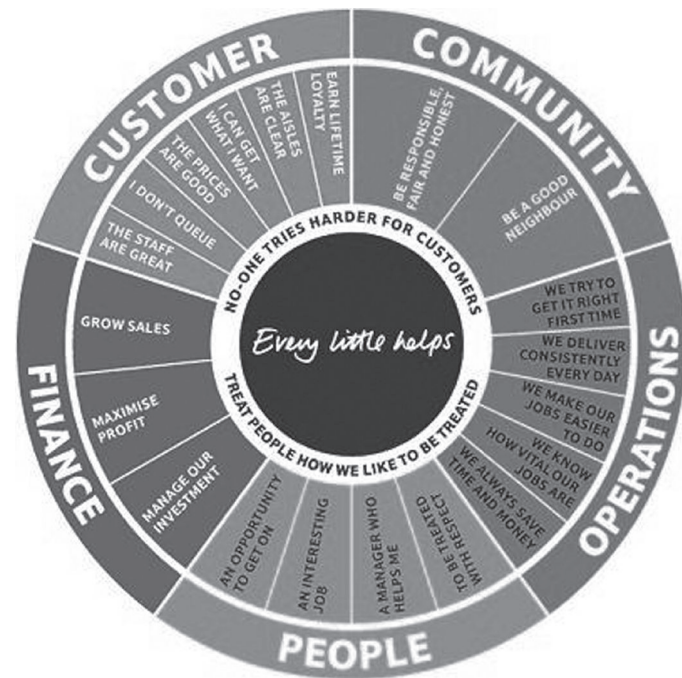 CUSTOMER
EARN LIFETIME
LOYALTY
THE AISLES
ARE CLEAR
I CAN GET
WHAT I WANT
THE PRICES
ARE GOOD
I DON'T QUEUE
THE STAFF
ARE GREAT
COMMUNITY
BE RESPONSIBLE,
FAIR AND HONEST
BE A GOOD
NEIGHBOUR
OPERATIONS
WE TRY TO
GET IT RIGHT
FIRST TIME
WE DELIVER
CONSISTENTLY
EVERY DAY
WE MAKE OUR
JOBS EASIER
TO DO
WE KNOW
HOW VITAL OUR
JOBS ARE
WE ALWAYS SAVE
TIME AND MONEY
PEOPLE
TO BE TREATED
WITH RESPECT
A MANAGER WHO
HELPS ME
AN INTERESTING
JOB
AN OPPORTUNITY
TO GET ON
FINANCE
MANAGE OUR
INVESTMENT
MAXIMISE
PROFIT
GROW SALES
NO-ONE TRIES HARDER FOR CUSTOMERS
Every little helps
TREAT PEOPLE HOW WE LIKE TO BE TREATED